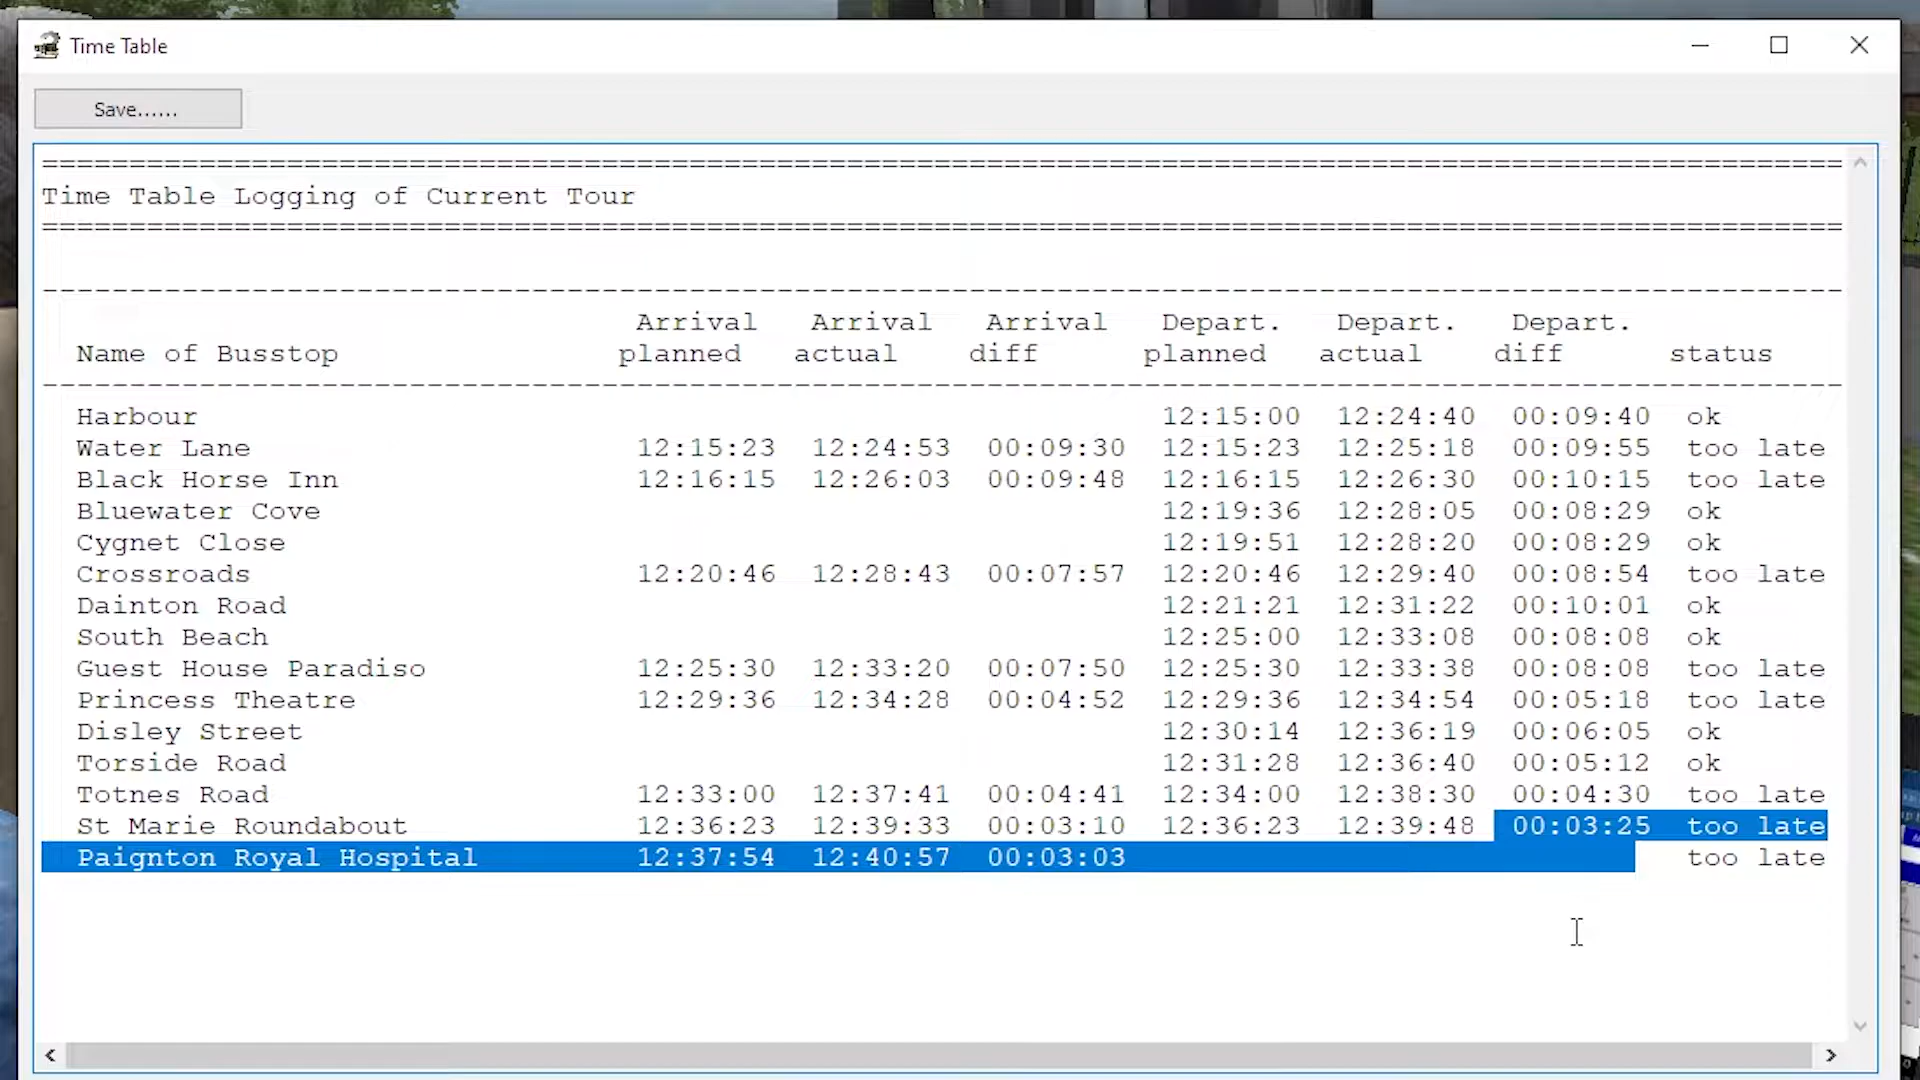 Time Table
Save......
====================================================================================================
Time Table Logging of Current Tour
====================================================================================================
----------------------------------------------------------------------------------------------------
Arrival Arrival Arrival Depart. Depart. Depart.
Name of Busstop planned actual diff planned actual diff status
----------------------------------------------------------------------------------------------------
Harbour 12:15:00 12:24:40 00:09:40 ok
Water Lane 12:15:23 12:24:53 00:09:30 12:15:23 12:25:18 00:09:55 too late
Black Horse Inn 12:16:15 12:26:03 00:09:48 12:16:15 12:26:30 00:10:15 too late
Bluewater Cove 12:19:36 12:28:05 00:08:29 ok
Cygnet Close 12:19:51 12:28:20 00:08:29 ok
Crossroads 12:20:46 12:28:43 00:07:57 12:20:46 12:29:40 00:08:54 too late
Dainton Road 12:21:21 12:31:22 00:10:01 ok
South Beach 12:25:00 12:33:08 00:08:08 ok
Guest House Paradiso 12:25:30 12:33:20 00:07:50 12:25:30 12:33:38 00:08:08 too late
Princess Theatre 12:29:36 12:34:28 00:04:52 12:29:36 12:34:54 00:05:18 too late
Disley Street 12:30:14 12:36:19 00:06:05 ok
Torside Road 12:31:28 12:36:40 00:05:12 ok
Totnes Road 12:33:00 12:37:41 00:04:41 12:34:00 12:38:30 00:04:30 too late
St Marie Roundabout 12:36:23 12:39:33 00:03:10 12:36:23 12:39:48 00:03:25 too late
Paignton Royal Hospital 12:37:54 12:40:57 00:03:03 too late